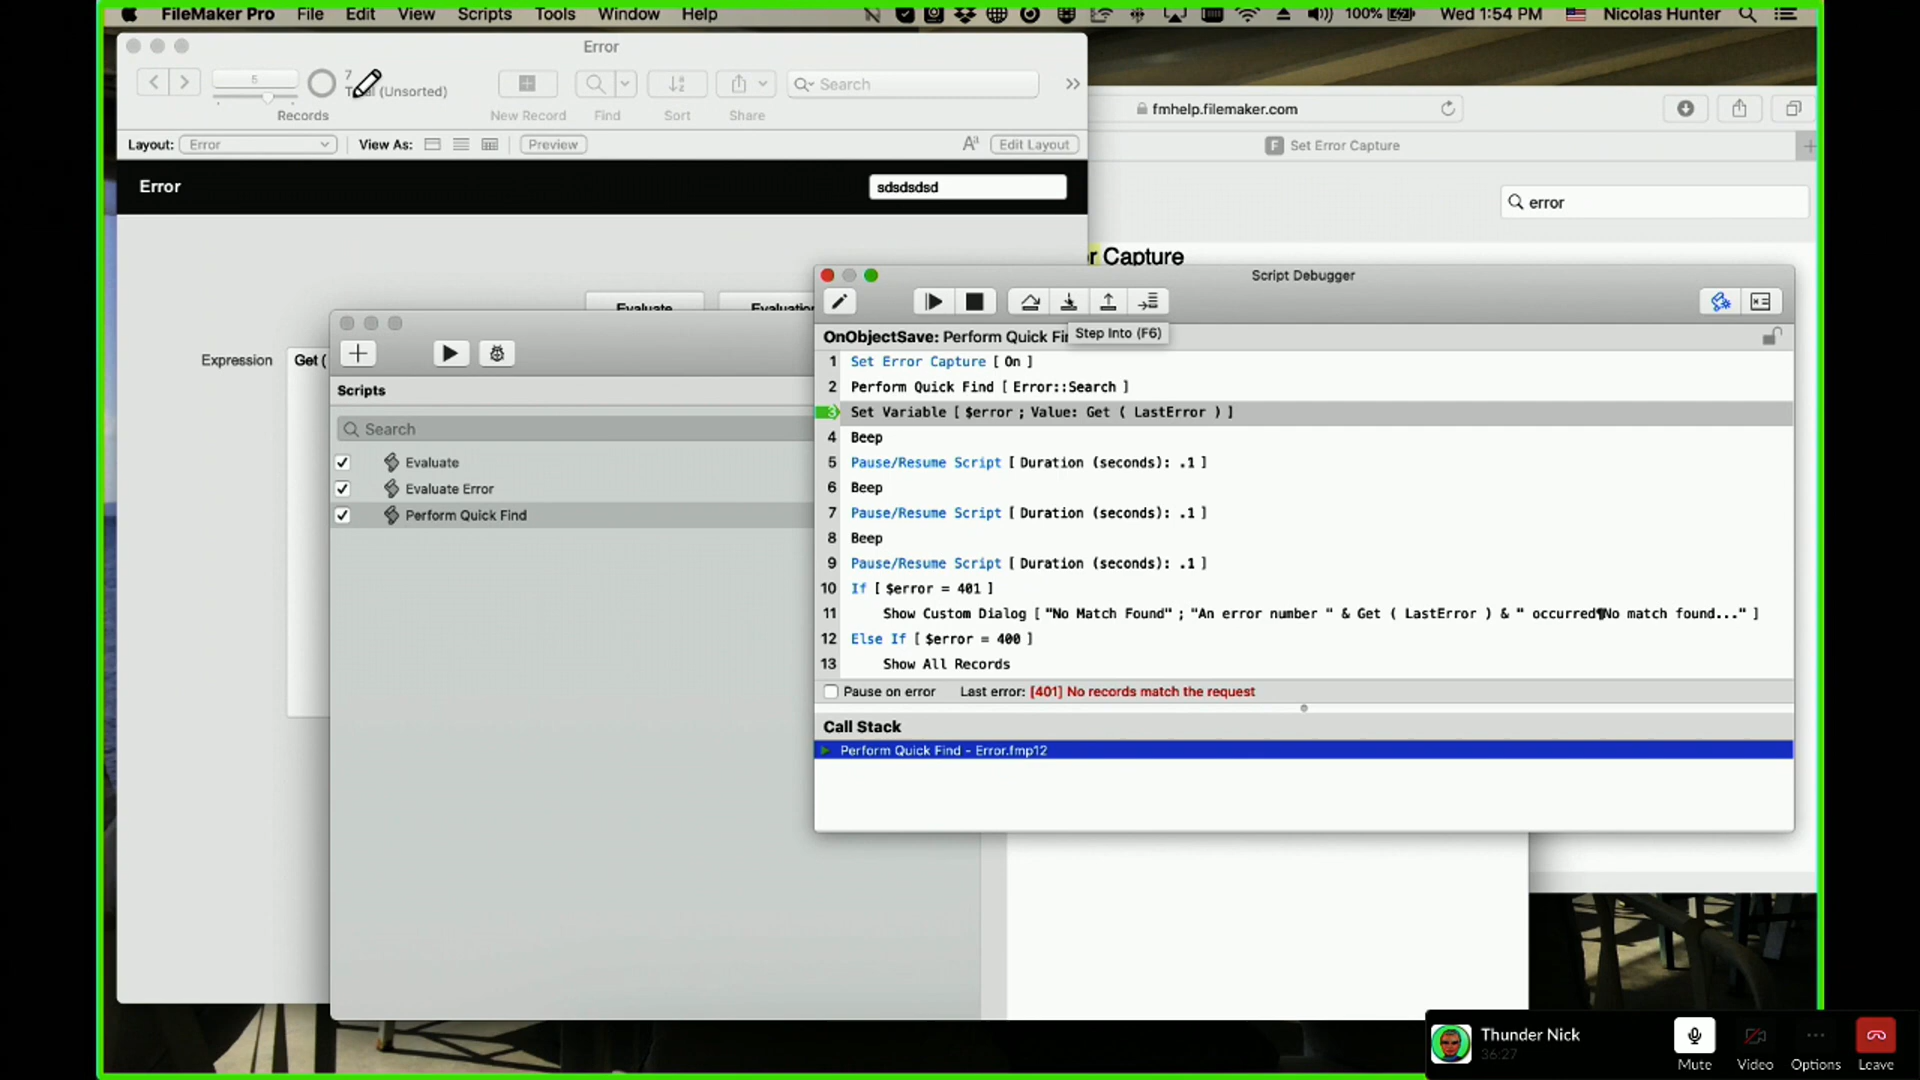 FileMaker Pro File Edit View Scripts Tools Window Help 100% Wed 1:54 PM Nicolas Hunter
Error
5
7
(Unsorted)
Search
Records
New Record
Find
Sort
Share
Layout: Error
View As:
Preview
Aª
Edit Layout
Error
sdsdsdsd
Evaluate
Evaluation
Expression
Get (
fmhelp.filemaker.com
F Set Error Capture
error
r Capture
Scripts
Search
Evaluate
Evaluate Error
Perform Quick Find
Script Debugger
OnObjectSave: Perform Quick Fi
Step Into (F6)
1 Set Error Capture [ On ]
2 Perform Quick Find [ Error::Search ]
3 Set Variable [ $error ; Value: Get ( LastError ) ]
4 Beep
5 Pause/Resume Script [ Duration (seconds): .1 ]
6 Beep
7 Pause/Resume Script [ Duration (seconds): .1 ]
8 Beep
9 Pause/Resume Script [ Duration (seconds): .1 ]
10 If [ $error = 401 ]
11 Show Custom Dialog [ "No Match Found" ; "An error number " & Get ( LastError ) & " occurred¶No match found..." ]
12 Else If [ $error = 400 ]
13 Show All Records
Pause on error Last error: [401] No records match the request
Call Stack
Perform Quick Find - Error.fmp12
Thunder Nick
36:27
Mute
Video
Options
Leave